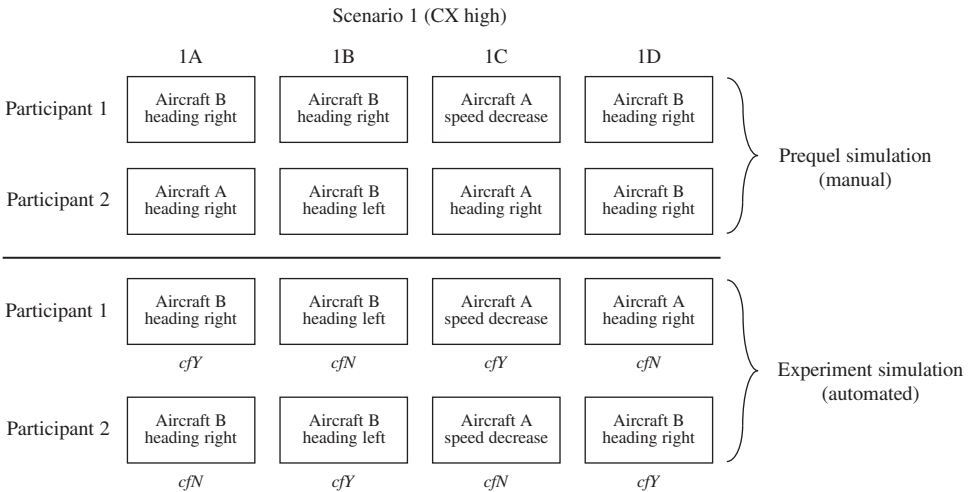 Scenario 1 (CX high)
1A 1B 1C 1D
Participant 1
Aircraft B
heading right
Aircraft B
heading right
Aircraft A
speed decrease
Aircraft B
heading right
Participant 2
Aircraft A
heading right
Aircraft B
heading left
Aircraft A
heading right
Aircraft B
heading right
Prequel simulation
(manual)
Participant 1
Aircraft B
heading right
Aircraft B
heading left
Aircraft A
speed decrease
Aircraft A
heading right
cfY cfN cfY cfN
Participant 2
Aircraft B
heading right
Aircraft B
heading left
Aircraft A
speed decrease
Aircraft B
heading right
cfN cfY cfN cfY
Experiment simulation
(automated)